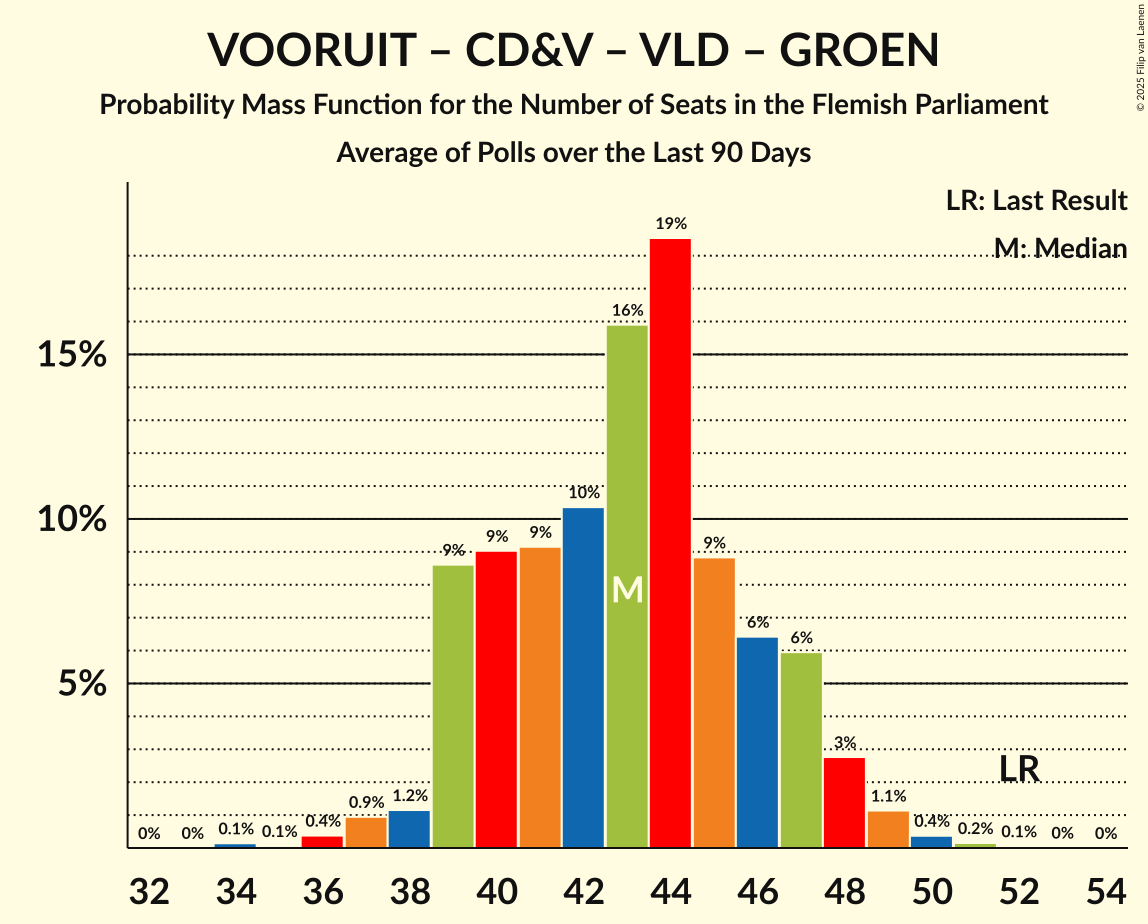 VOORUIT – CD&V – VLD – GROEN
Probability Mass Function for the Number of Seats in the Flemish Parliament
Average of Polls over the Last 90 Days
© 2025 Filip van Laenen
LR: Last Result
M: Median
15%
10%
5%
0%
0%
0.1%
0.1%
0.4%
0.9%
1.2%
9%
9%
9%
10%
16%
19%
9%
6%
6%
3%
1.1%
0.4%
0.2%
0.1%
0%
0%
M
LR
32 34 36 38 40 42 44 46 48 50 52 54